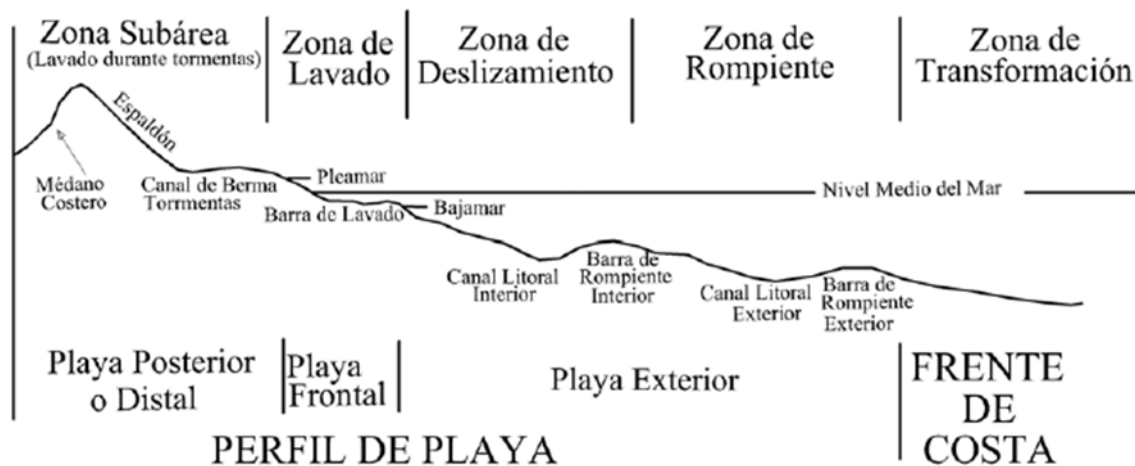 Zona Subárea
(Lavado durante tormentas)
Zona de
Lavado
Zona de
Deslizamiento
Zona de
Rompiente
Zona de
Transformación
Espaldón
Médano
Costero
Canal de Berma
Torrmentas
Pleamar
Barra de Lavado
Bajamar
Nivel Medio del Mar
Canal Litoral
Interior
Barra de
Rompiente
Interior
Canal Litoral
Exterior
Barra de
Rompiente
Exterior
Playa Posterior
o Distal
Playa
Frontal
Playa Exterior
FRENTE
DE
COSTA
PERFIL DE PLAYA